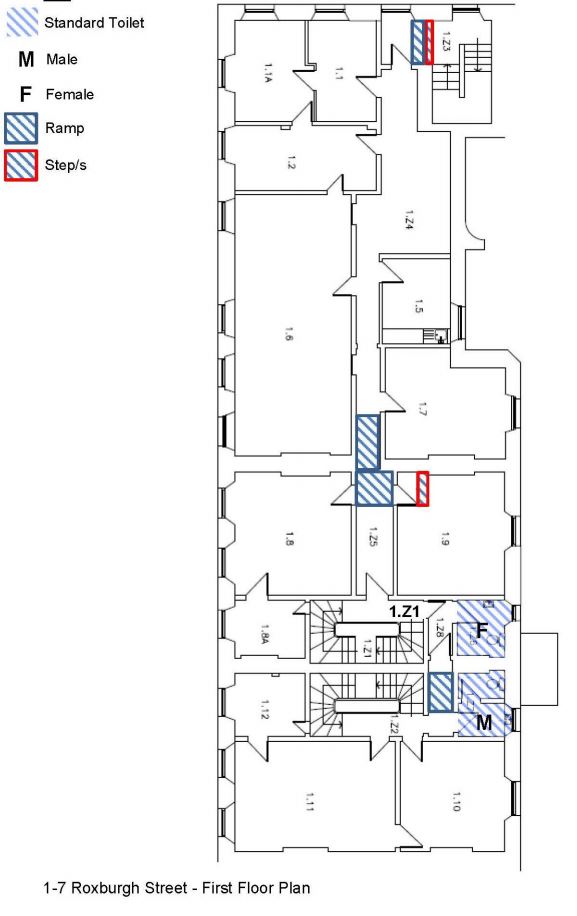 Standard Toilet
M Male
F Female
Ramp
Step/s
1.1A
1.1
1.Z3
1.2
1.Z4
1.5
1.6
1.7
1.8
1.Z5
1.9
1.8A
1.Z1
1.Z1
1.Z8
F
1.12
1.Z2
M
1.11
1.10
1-7 Roxburgh Street - First Floor Plan